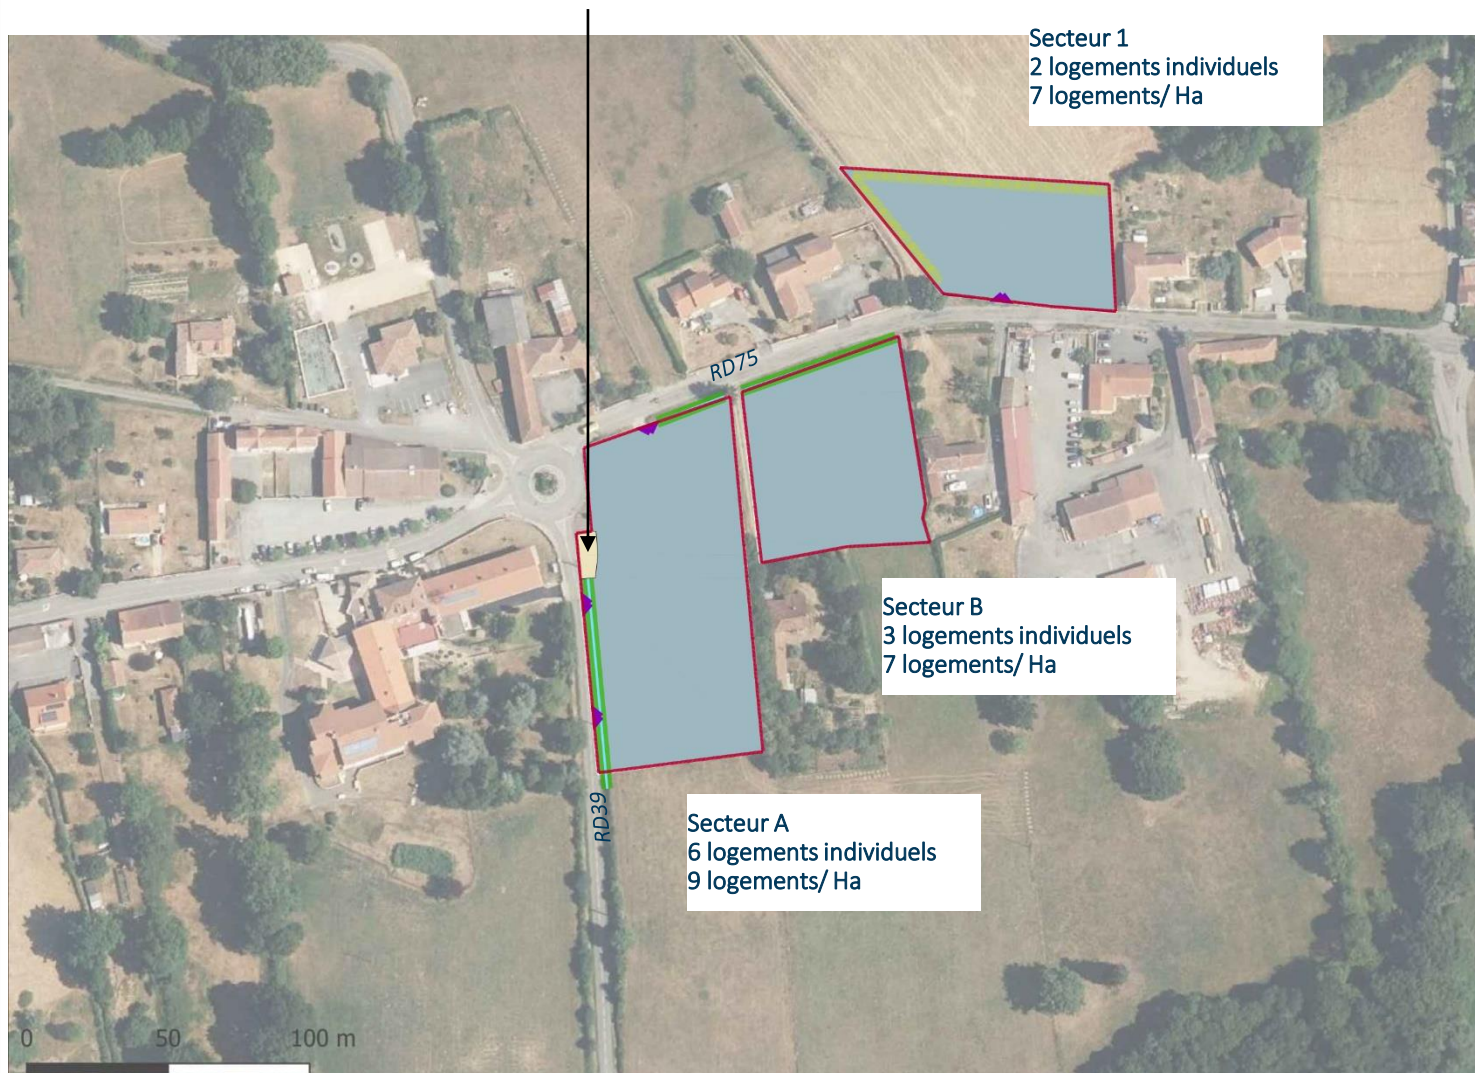 Secteur 1
2 logements individuels
7 logements/ Ha
RD75
Secteur B
3 logements individuels
7 logements/ Ha
Secteur A
6 logements individuels
9 logements/ Ha
RD39
0 50 100 m